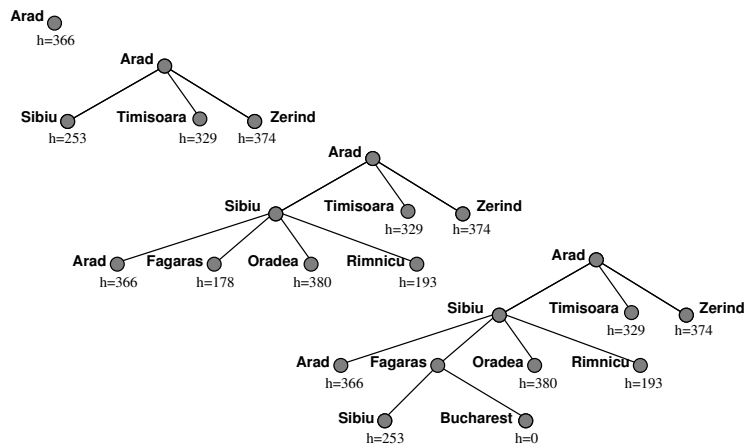 Arad
h=366
Arad
Sibiu Timisoara Zerind
h=253 h=329 h=374
Arad
Sibiu Timisoara Zerind
h=329 h=374
Arad Fagaras Oradea Rimnicu
h=366 h=178 h=380 h=193
Arad
Sibiu Timisoara Zerind
h=329 h=374
Arad Fagaras Oradea Rimnicu
h=366 h=380 h=193
Sibiu Bucharest
h=253 h=0